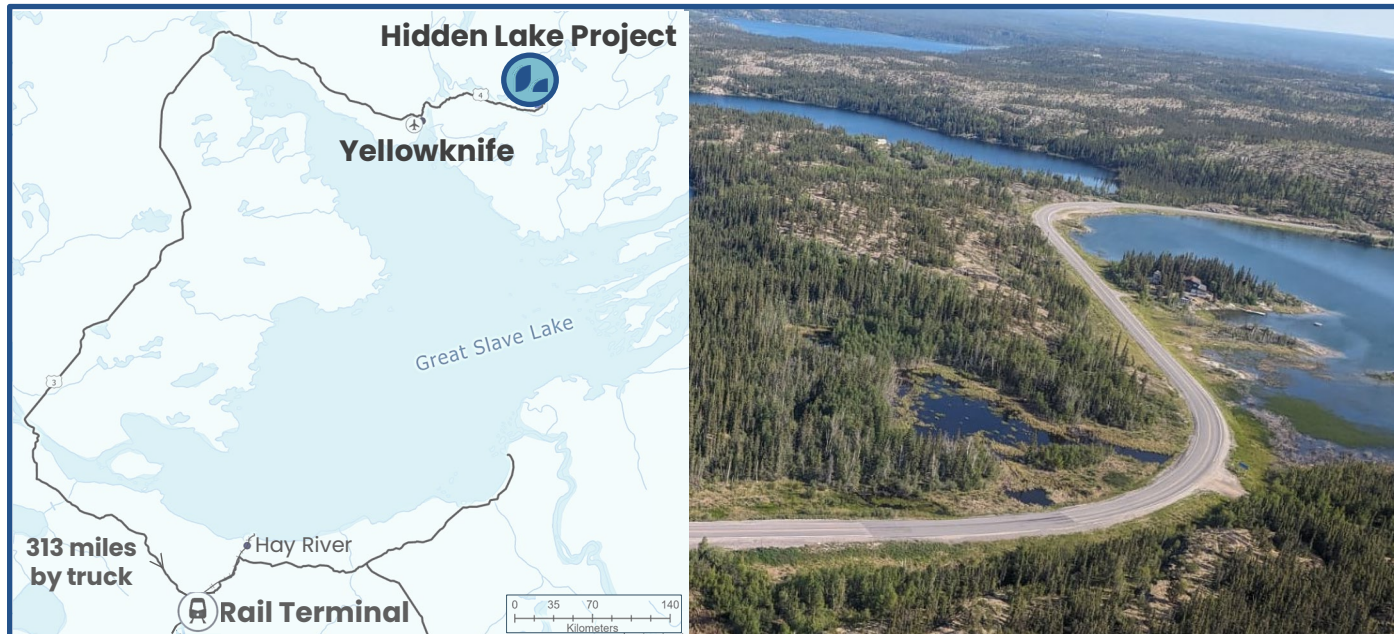 Hidden Lake Project
4
Yellowknife
Great Slave Lake
3
313 miles
by truck
Hay River
Rail Terminal
0 35 70 140
Kilometers